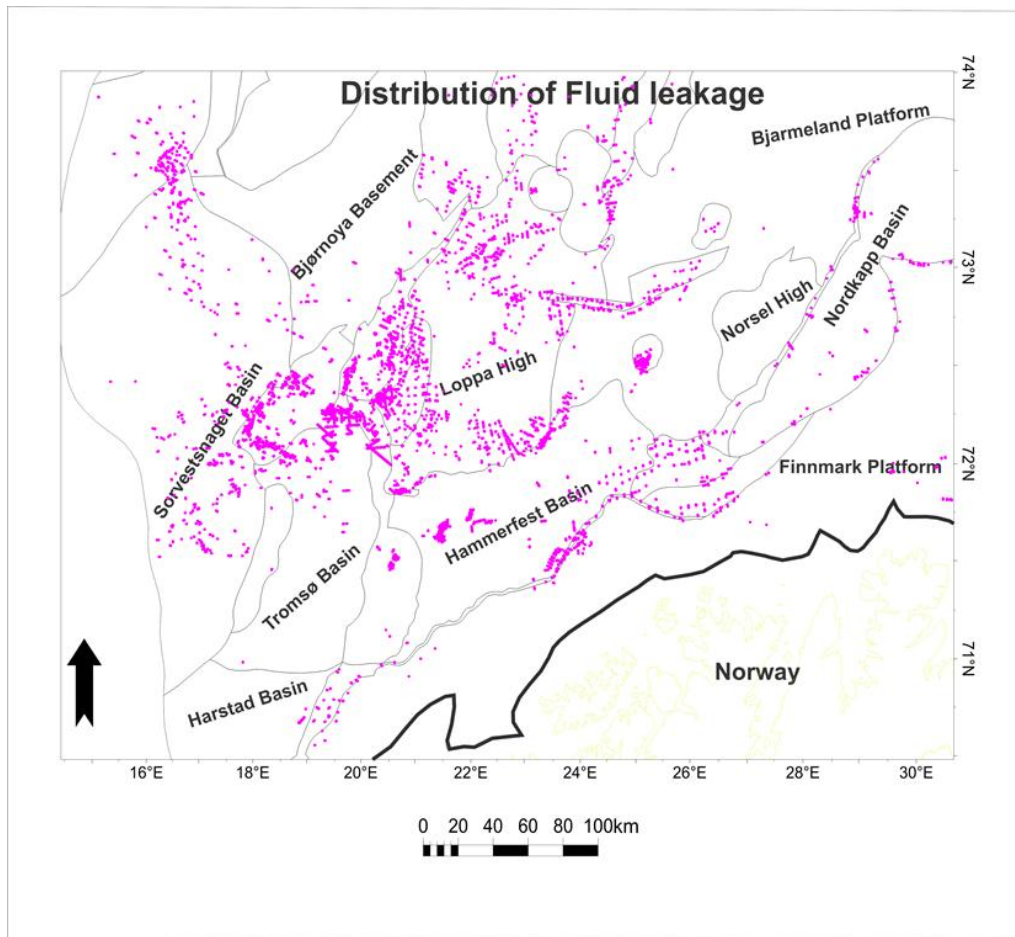 Distribution of Fluid leakage
74°N
Bjarmeland Platform
Bjørnoya Basement
73°N
Nordkapp Basin
Norsel High
Loppa High
Sorvestsnaget Basin
72°N
Finnmark Platform
Hammerfest Basin
Tromsø Basin
71°N
Norway
Harstad Basin
16°E 18°E 20°E 22°E 24°E 26°E 28°E 30°E
0 20 40 60 80 100km